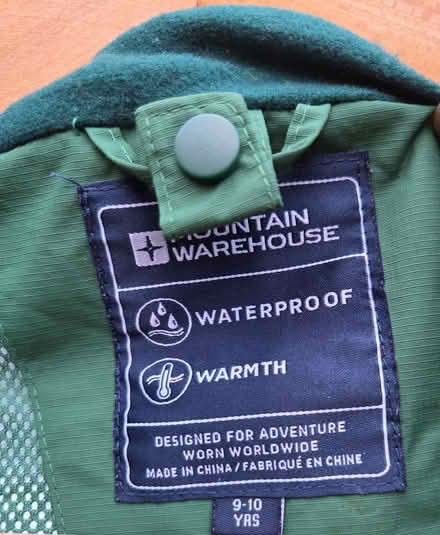 MOUNTAIN
WAREHOUSE
WATERPROOF
WARMTH
DESIGNED FOR ADVENTURE
WORN WORLDWIDE
MADE IN CHINA / FABRIQUÉ EN CHINE
9-10
YRS